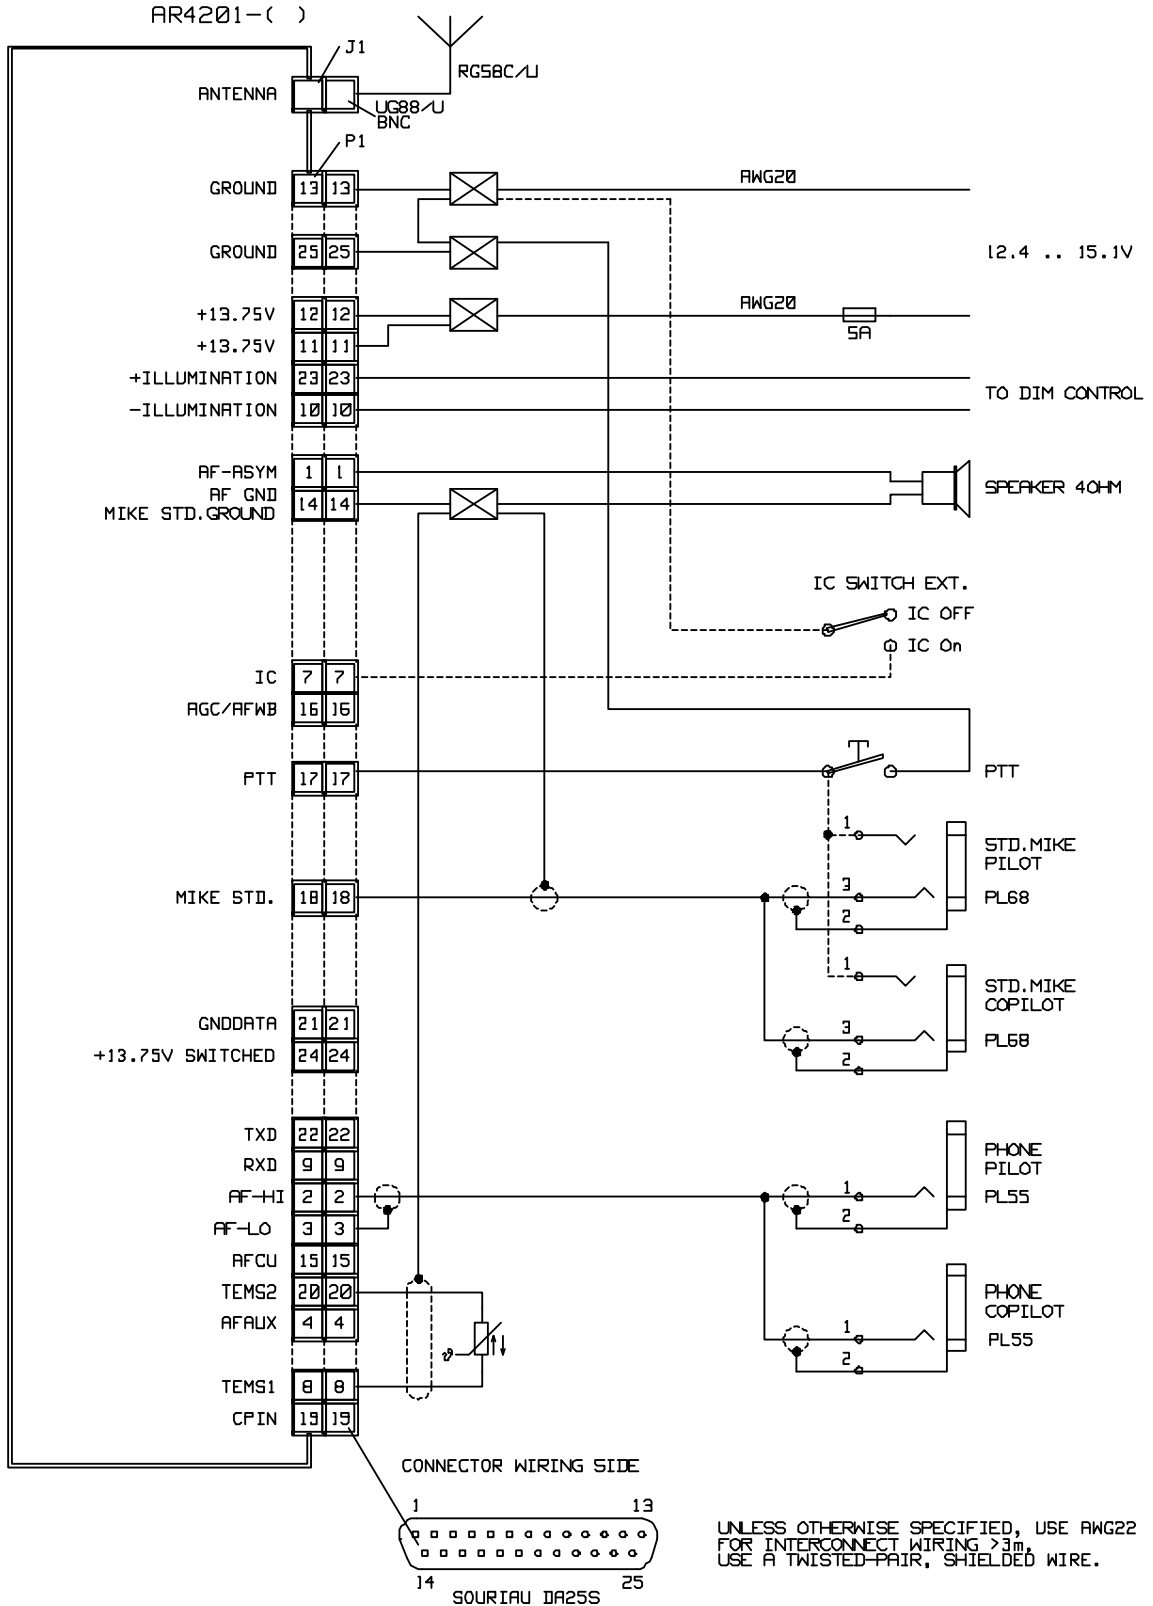 AR4201-( )
J1
RG58C/U
ANTENNA
UG88/U
BNC
P1
GROUND 13 13
AWG20
GROUND 25 25
12.4 .. 15.1V
+13.75V 12 12
AWG20
5A
+13.75V 11 11
+ILLUMINATION 23 23
TO DIM CONTROL
-ILLUMINATION 10 10
AF-ASYM 1 1
SPEAKER 4OHM
AF GND
MIKE STD.GROUND 14 14
IC SWITCH EXT.
IC OFF
IC On
IC 7 7
AGC/AFWB 16 16
PTT 17 17
PTT
1
STD.MIKE
PILOT
MIKE STD. 18 18
3
PL68
2
1
STD.MIKE
COPILOT
GNDDATA 21 21
3
PL68
+13.75V SWITCHED 24 24
2
TXD 22 22
PHONE
PILOT
RXD 9 9
AF-HI 2 2
1
PL55
AF-LO 3 3
2
AFCU 15 15
TEMS2 20 20
PHONE
COPILOT
AFAUX 4 4
1
PL55
2
ϑ
TEMS1 8 8
CPIN 19 19
CONNECTOR WIRING SIDE
1 13
14 25
SOURIAU DA25S
UNLESS OTHERWISE SPECIFIED, USE AWG22
FOR INTERCONNECT WIRING >3m,
USE A TWISTED-PAIR, SHIELDED WIRE.